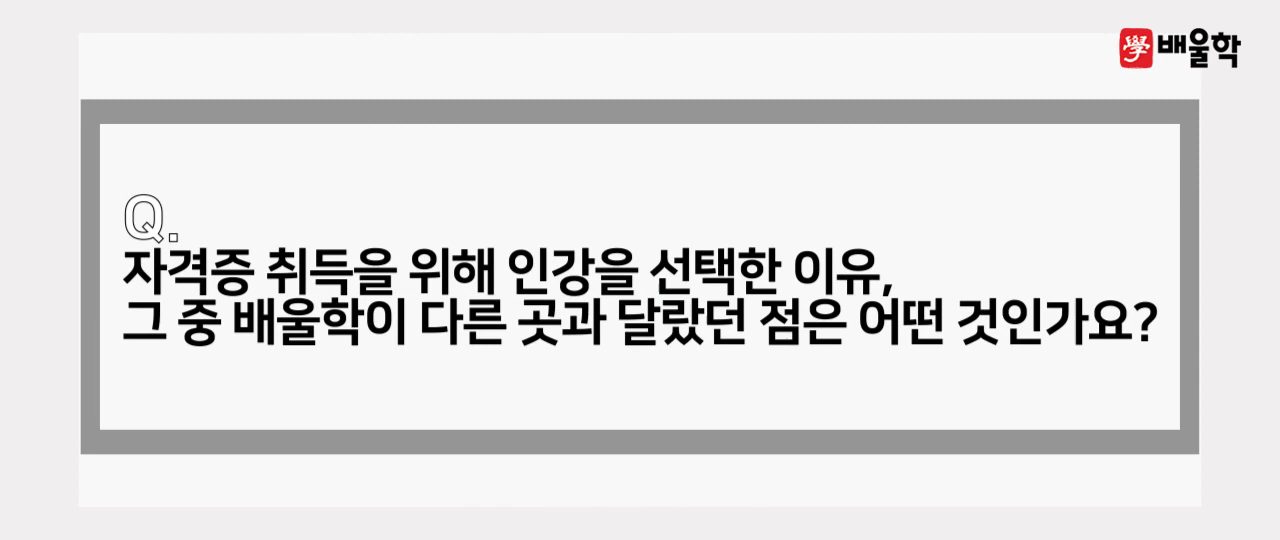 學 배울학
Q.
자격증 취득을 위해 인강을 선택한 이유,
그 중 배울학이 다른 곳과 달랐던 점은 어떤 것인가요?